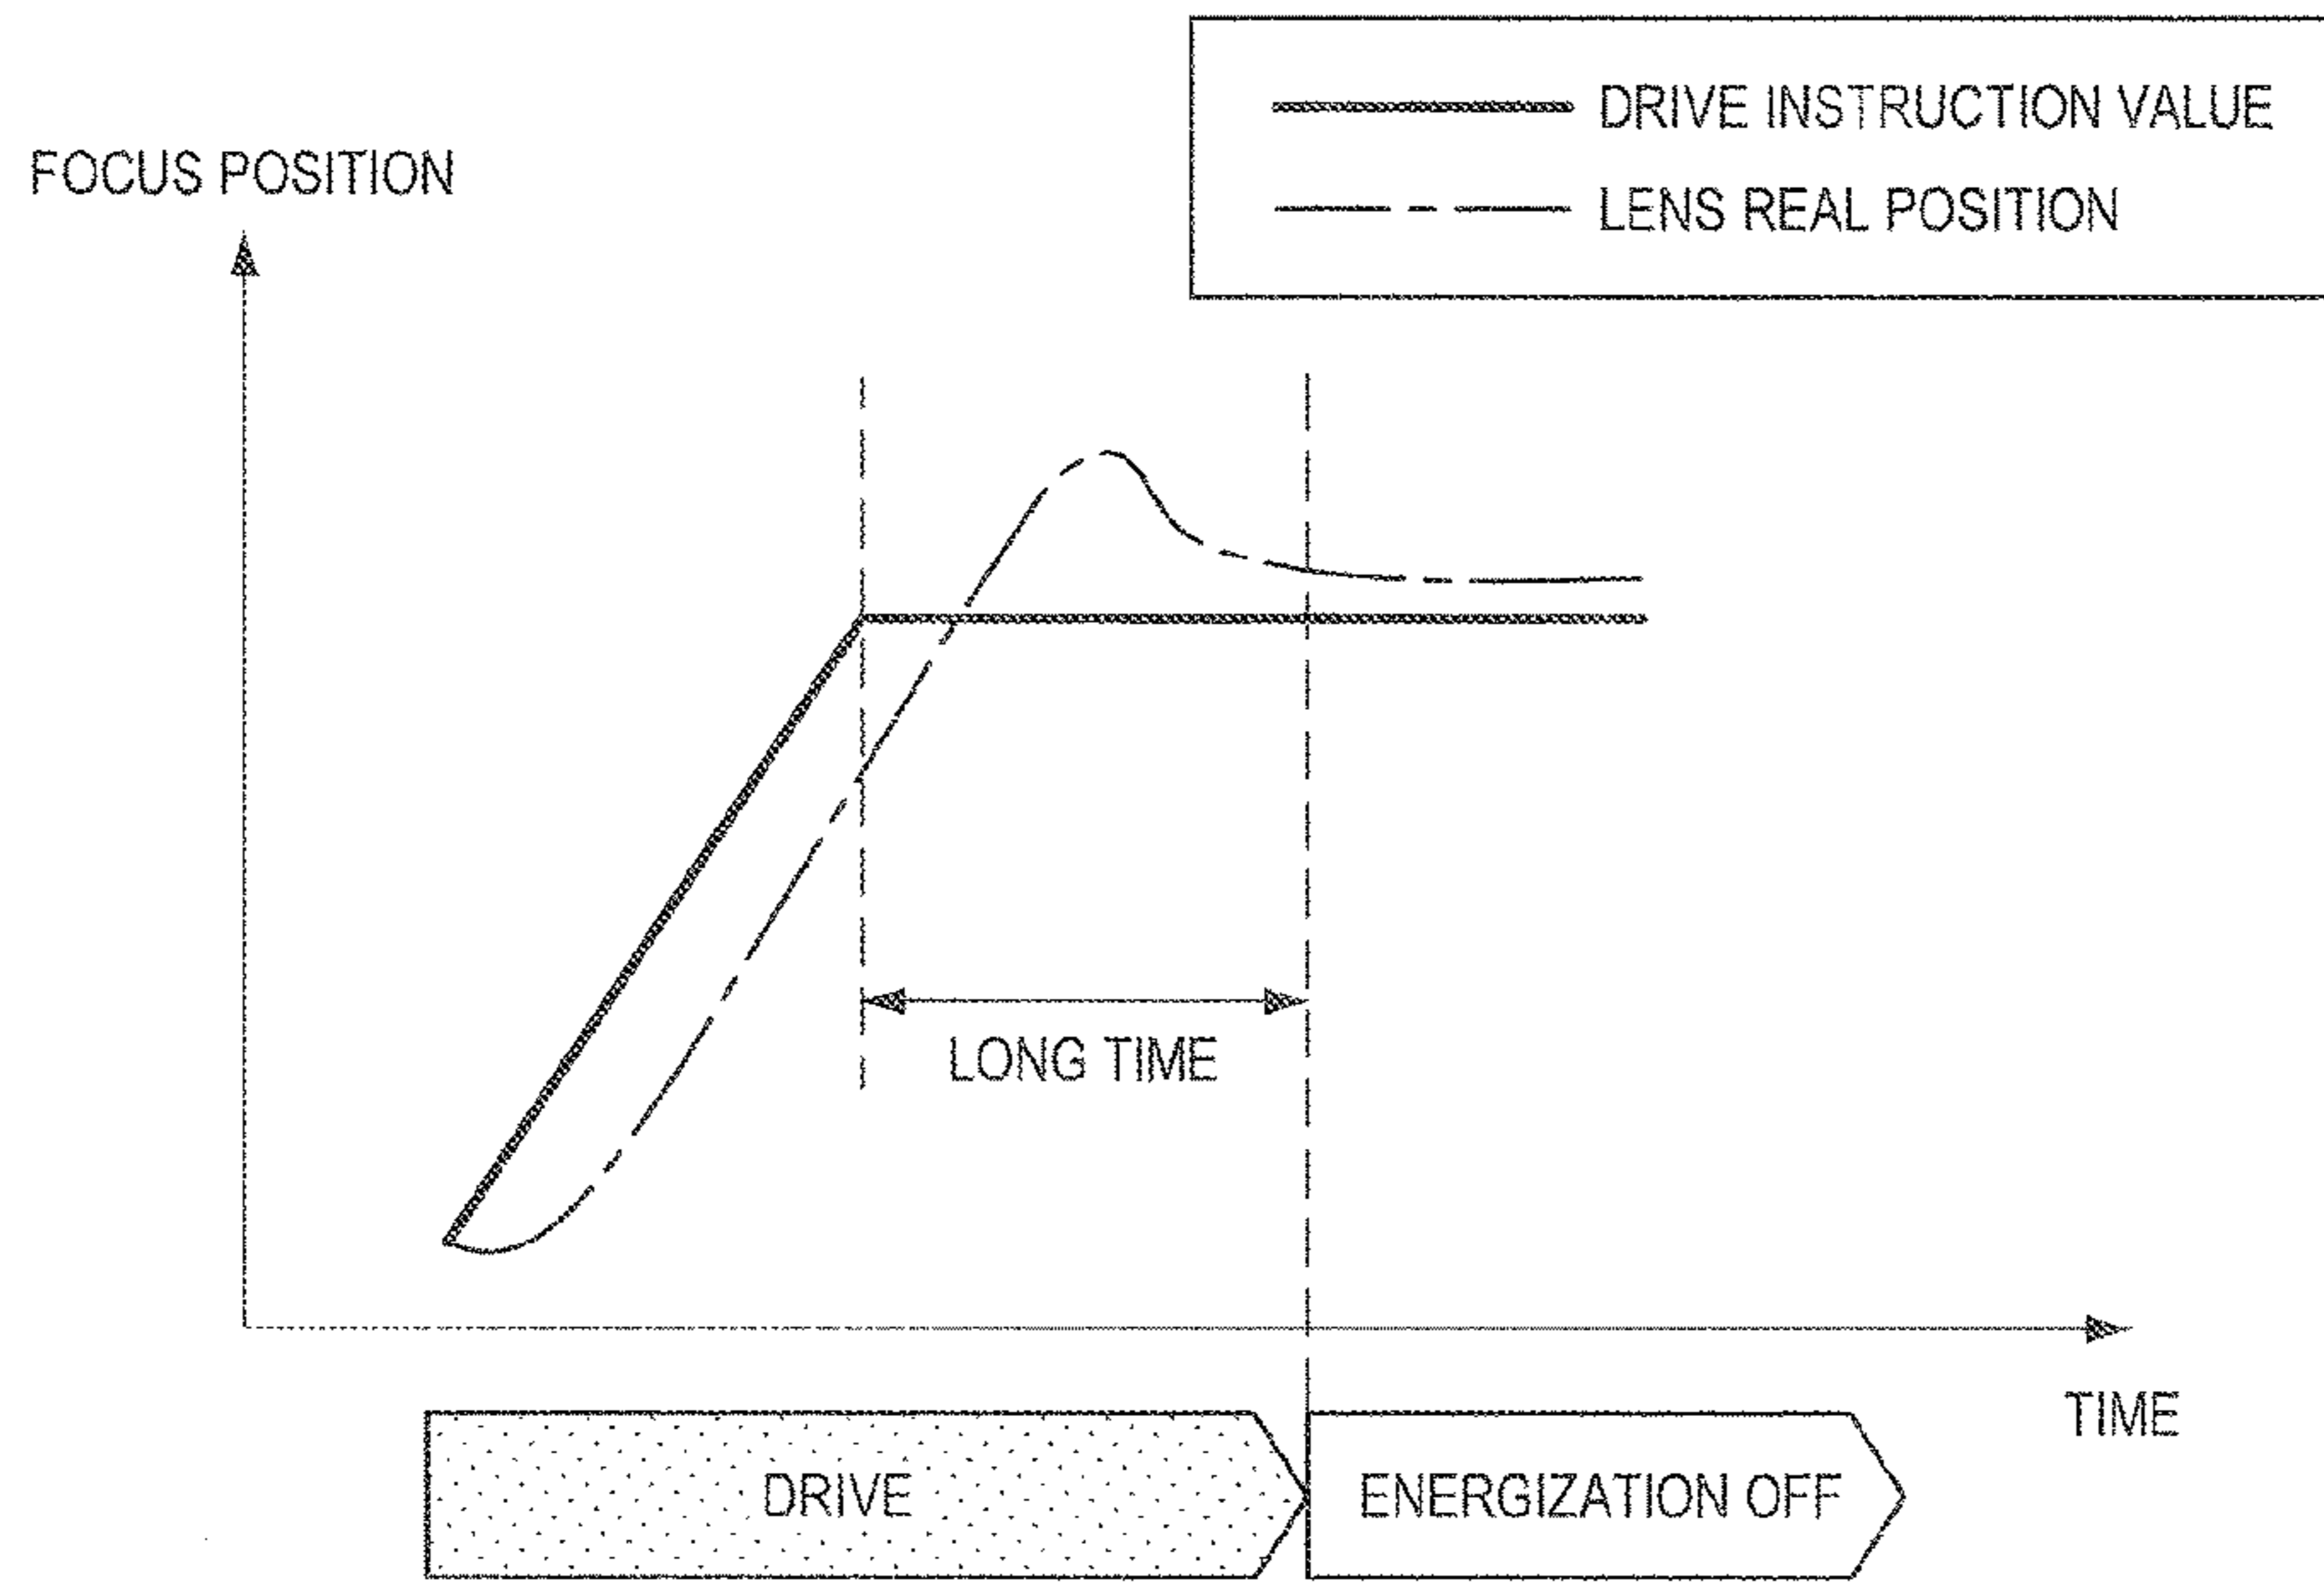 DRIVE INSTRUCTION VALUE
LENS REAL POSITION
FOCUS POSITION
LONG TIME
TIME
DRIVE
ENERGIZATION OFF